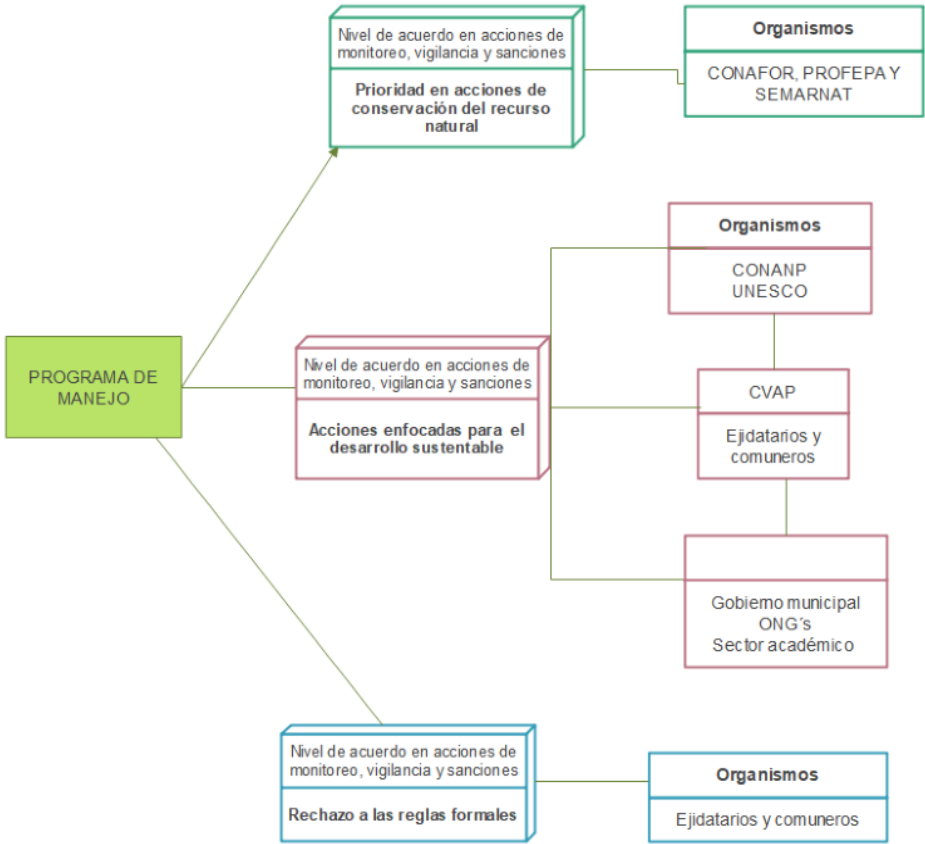 Nivel de acuerdo en acciones de
monitoreo, vigilancia y sanciones
Prioridad en acciones de
conservación del recurso
natural
Organismos
CONAFOR, PROFEPA Y
SEMARNAT
PROGRAMA DE
MANEJO
Nivel de acuerdo en acciones de
monitoreo, vigilancia y sanciones
Acciones enfocadas para el
desarrollo sustentable
Organismos
CONANP
UNESCO
CVAP
Ejidatarios y
comuneros
Gobierno municipal
ONG´s
Sector académico
Nivel de acuerdo en acciones de
monitoreo, vigilancia y sanciones
Rechazo a las reglas formales
Organismos
Ejidatarios y comuneros